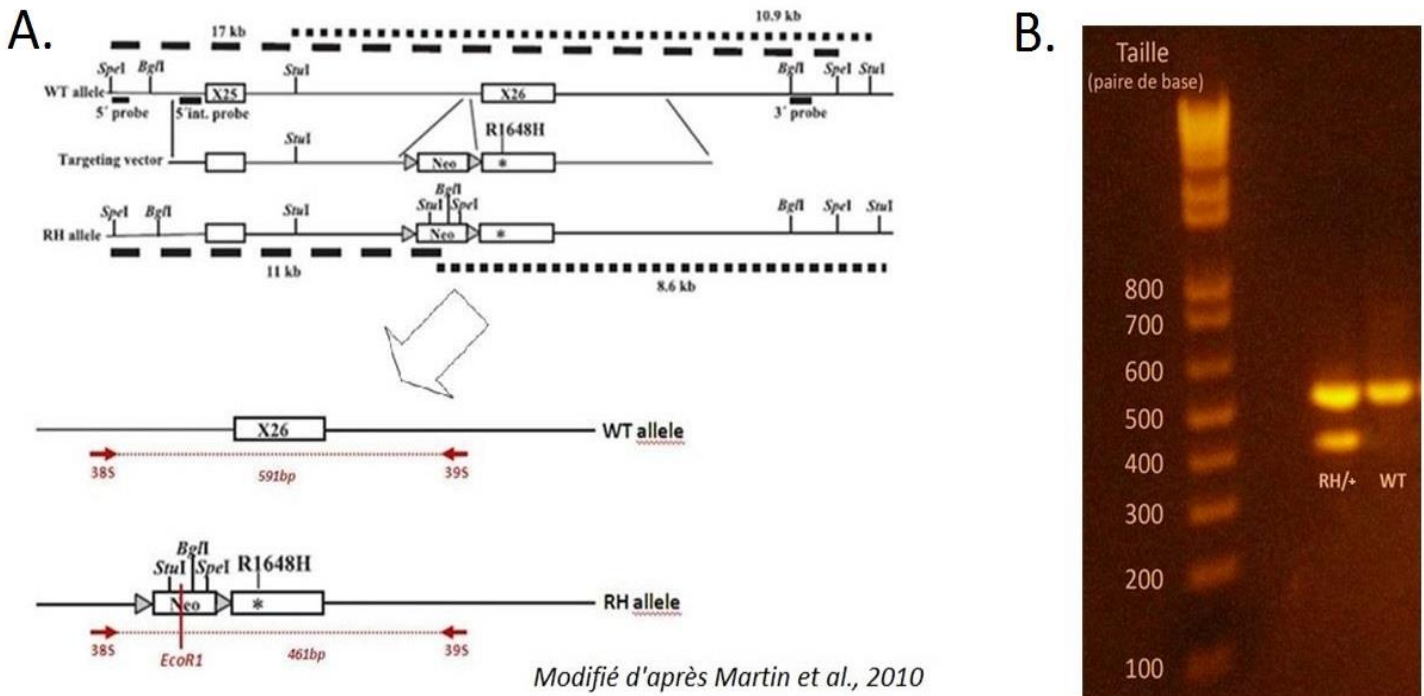 A.
17 kb
10.9 kb
SpeI BglI StuI BglI SpeI StuI
WT allele X25 X26
5' probe 5'int. probe 3' probe
R1648H
StuI
Targeting vector Neo *
BglI
SpeI BglI StuI StuI SpeI BglI SpeI StuI
RH allele Neo *
11 kb
8.6 kb
X26 WT allele
38S 591bp 39S
BglI
StuI SpeI R1648H
Neo * RH allele
38S 461bp 39S
EcoR1
Modifié d'après Martin et al., 2010
B.
Taille
(paire de base)
800
700
600
500
400
RH/+ WT
300
200
100